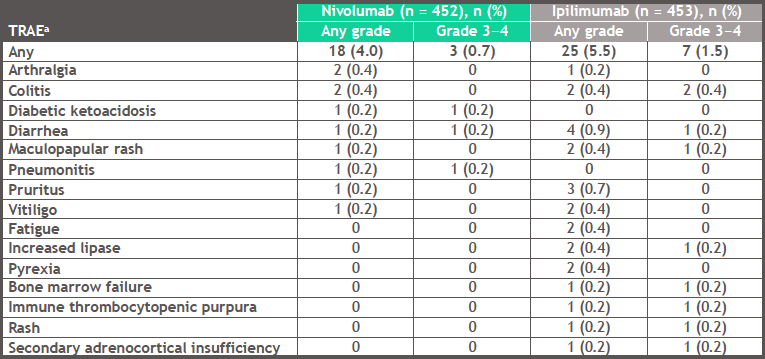 Nivolumab (n = 452), n (%) Ipilimumab (n = 453), n (%)
TRAEᵃ Any grade Grade 3–4 Any grade Grade 3–4
Any 18 (4.0) 3 (0.7) 25 (5.5) 7 (1.5)
Arthralgia 2 (0.4) 0 1 (0.2) 0
Colitis 2 (0.4) 0 2 (0.4) 2 (0.4)
Diabetic ketoacidosis 1 (0.2) 1 (0.2) 0 0
Diarrhea 1 (0.2) 1 (0.2) 4 (0.9) 1 (0.2)
Maculopapular rash 1 (0.2) 0 2 (0.4) 1 (0.2)
Pneumonitis 1 (0.2) 1 (0.2) 0 0
Pruritus 1 (0.2) 0 3 (0.7) 0
Vitiligo 1 (0.2) 0 2 (0.4) 0
Fatigue 0 0 2 (0.4) 0
Increased lipase 0 0 2 (0.4) 1 (0.2)
Pyrexia 0 0 2 (0.4) 0
Bone marrow failure 0 0 1 (0.2) 1 (0.2)
Immune thrombocytopenic purpura 0 0 1 (0.2) 1 (0.2)
Rash 0 0 1 (0.2) 1 (0.2)
Secondary adrenocortical insufficiency 0 0 1 (0.2) 1 (0.2)